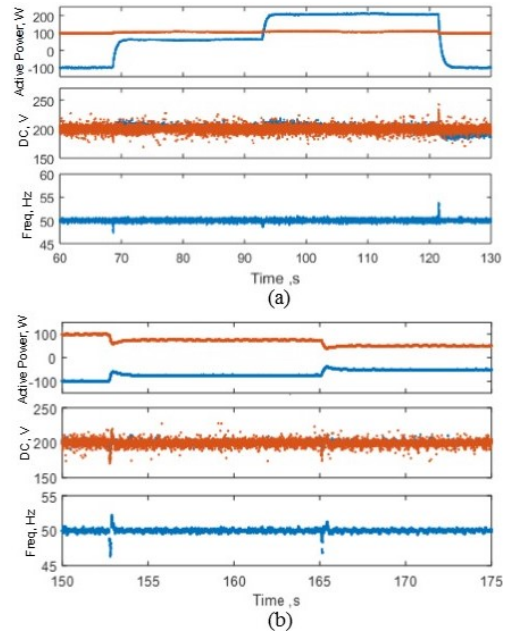 Active Power, W
200
100
0
-100
DC, V
250
200
150
Freq, Hz
60
55
50
45
60 70 80 90 100 110 120 130
Time ,s
(a)
Active Power, W
100
0
-100
DC, V
250
200
150
Freq, Hz
55
50
45
150 155 160 165 170 175
Time ,s
(b)